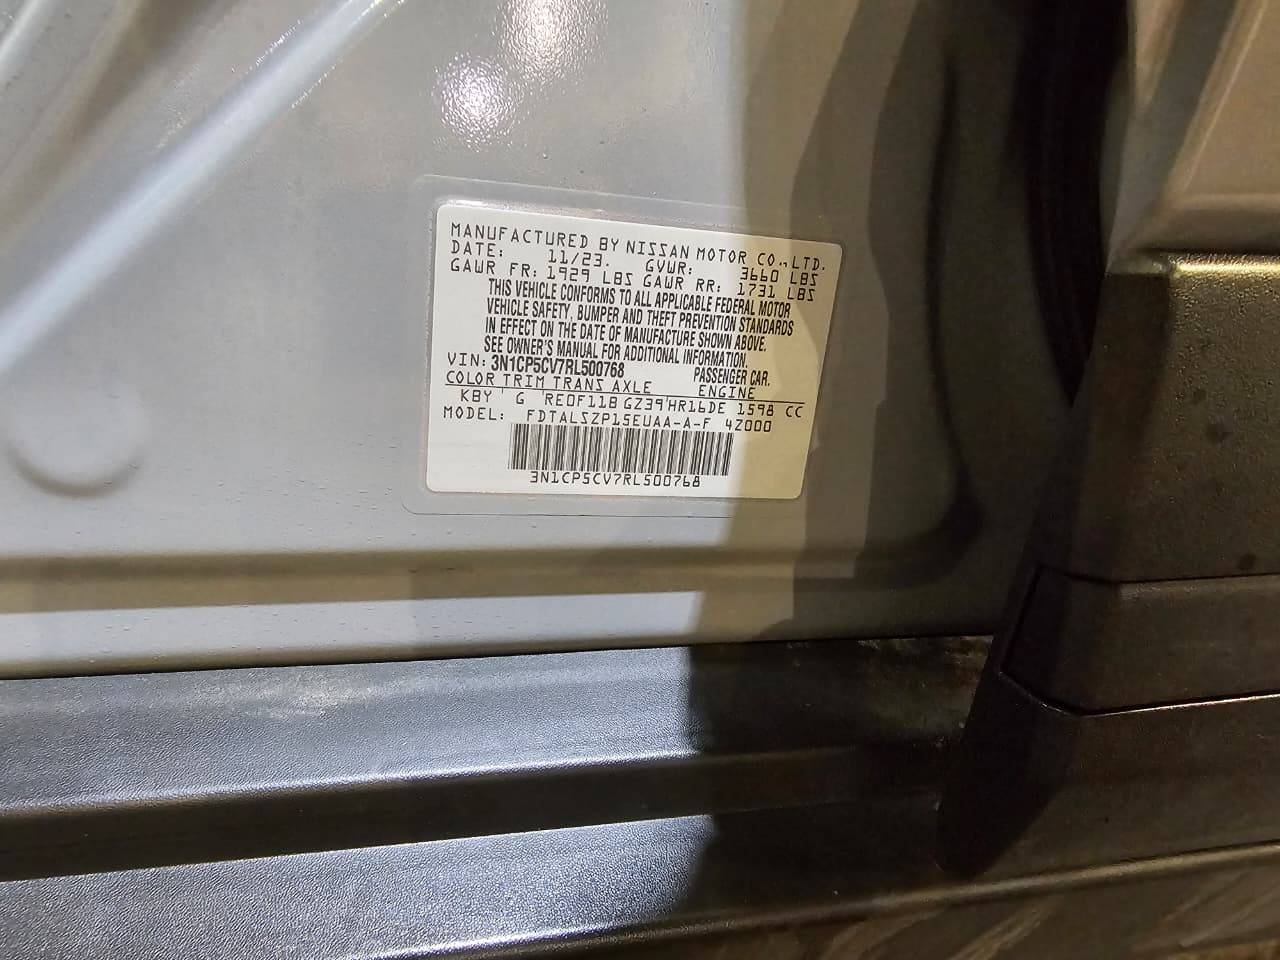 MANUFACTURED BY NISSAN MOTOR CO., LTD.
DATE: 11/23. GVWR: 3660 LBS
GAWR FR: 1929 LBS GAWR RR: 1731 LBS
THIS VEHICLE CONFORMS TO ALL APPLICABLE FEDERAL MOTOR
VEHICLE SAFETY, BUMPER AND THEFT PREVENTION STANDARDS
IN EFFECT ON THE DATE OF MANUFACTURE SHOWN ABOVE.
SEE OWNER'S MANUAL FOR ADDITIONAL INFORMATION.
VIN: 3N1CP5CV7RL500768 PASSENGER CAR.
COLOR TRIM TRANS AXLE ENGINE
KBY G RE0F11B GZ39 HR16DE 1598 CC
MODEL: FDTALSZP15EUAA-A-F 42000
3N1CP5CV7RL500768